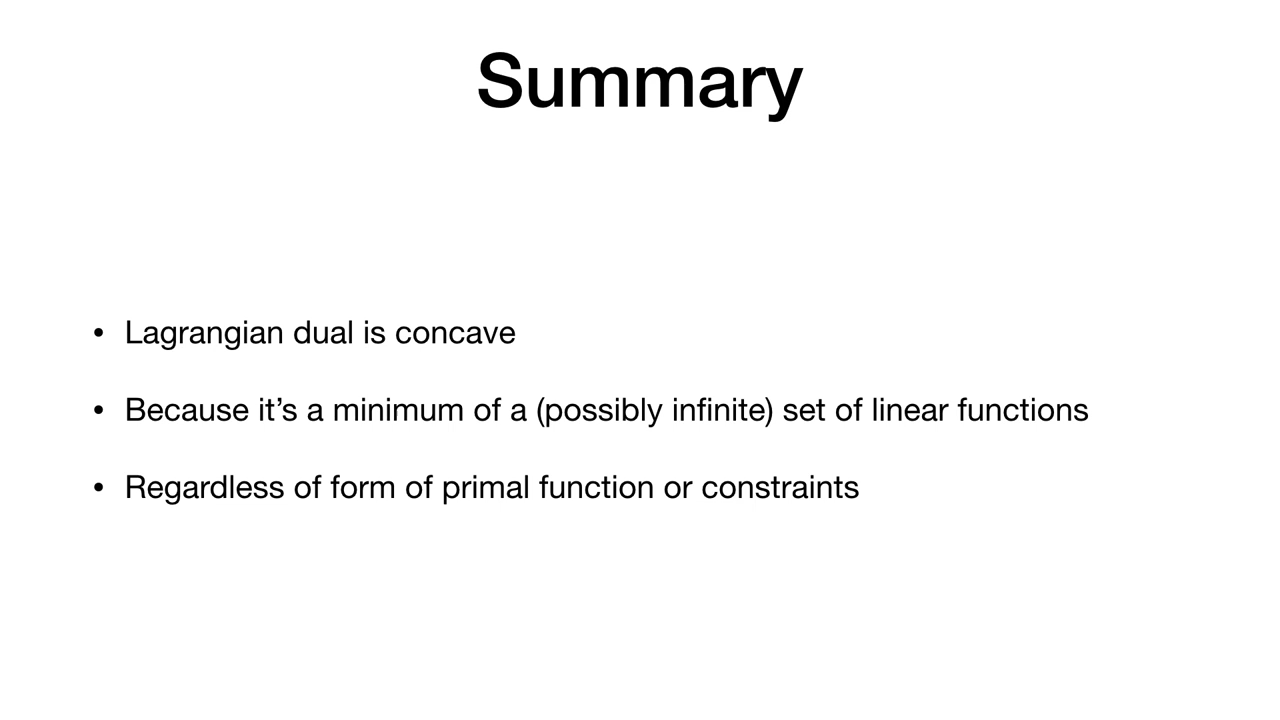 Summary
• Lagrangian dual is concave
• Because it’s a minimum of a (possibly infinite) set of linear functions
• Regardless of form of primal function or constraints